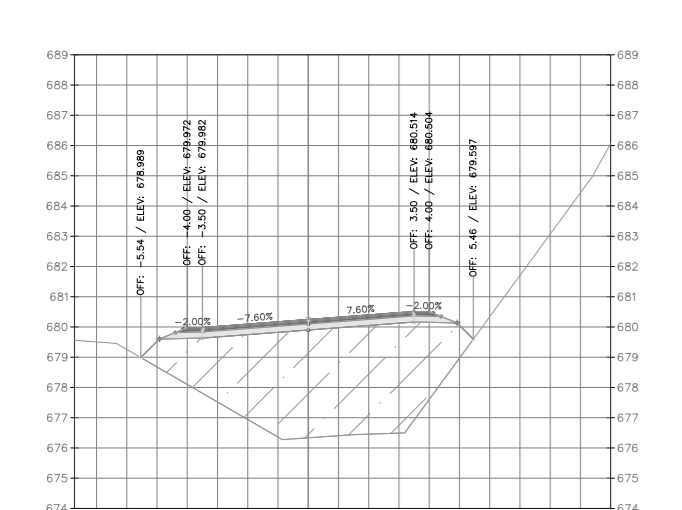 689 689
688 688
687 687
686 686
685 685
684 684
683 683
682 682
681 681
680 680
679 679
678 678
677 677
676 676
675 675
674 674
OFF: −5.54 / ELEV: 678.989
OFF: −4.00 / ELEV: 679.972
OFF: −3.50 / ELEV: 679.982
OFF: 3.50 / ELEV: 680.514
OFF: 4.00 / ELEV: 680.504
OFF: 5.46 / ELEV: 679.597
−2.00% −7.60% 7.60% −2.00%